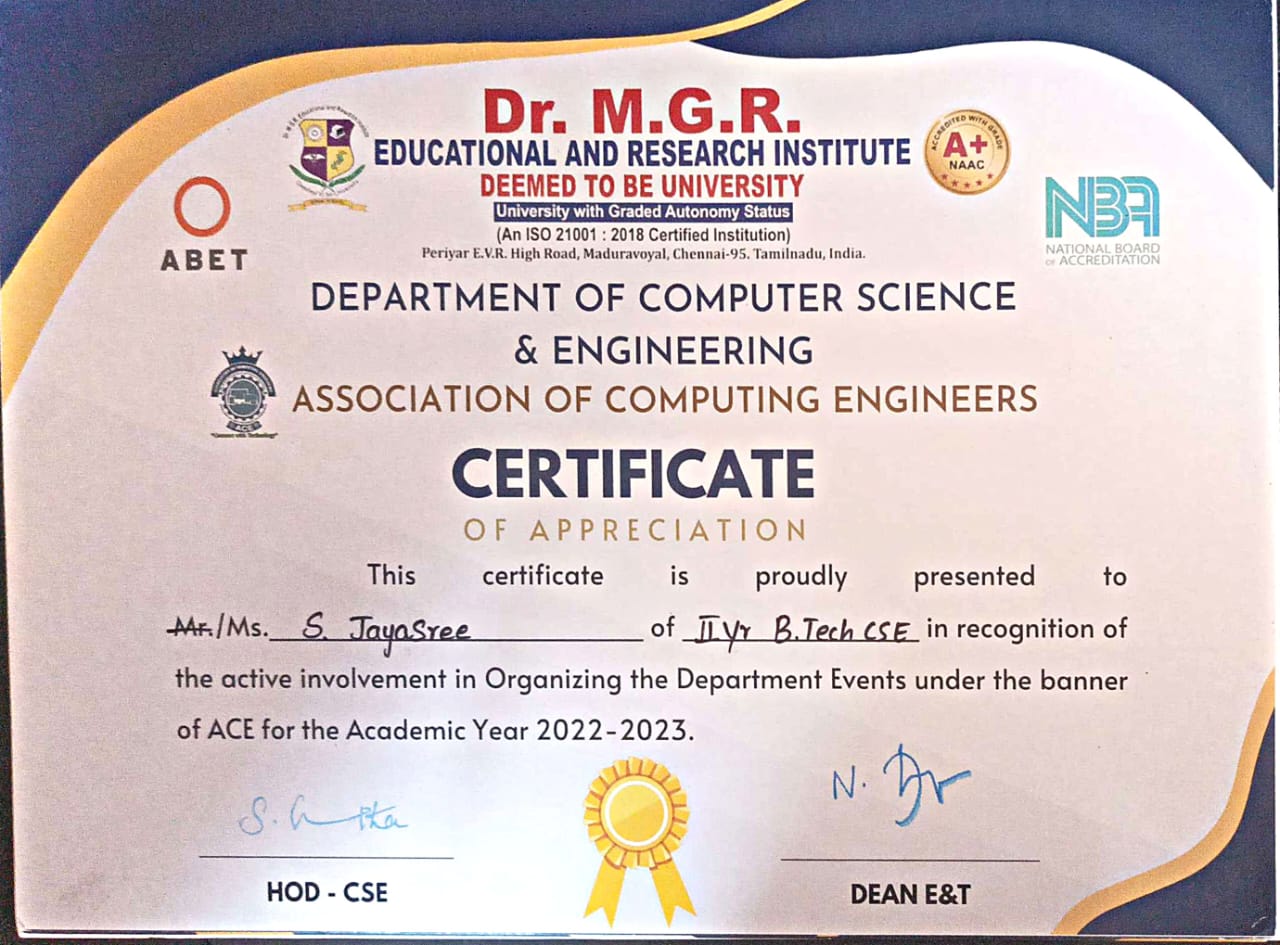 Dr. M.G.R.
EDUCATIONAL AND RESEARCH INSTITUTE
DEEMED TO BE UNIVERSITY
University with Graded Autonomy Status
(An ISO 21001 : 2018 Certified Institution)
Periyar E.V.R. High Road, Maduravoyal, Chennai-95. Tamilnadu, India.
ACCREDITED WITH GRADE
A+
NAAC
ABET
NBA
NATIONAL BOARD
OF ACCREDITATION
DEPARTMENT OF COMPUTER SCIENCE
& ENGINEERING
ACE
ASSOCIATION OF COMPUTING ENGINEERS
CERTIFICATE
OF APPRECIATION
This certificate is proudly presented to
Mr./Ms. S. JayaSree of II yr B.Tech CSE in recognition of
the active involvement in Organizing the Department Events under the banner
of ACE for the Academic Year 2022-2023.
HOD - CSE
DEAN E&T